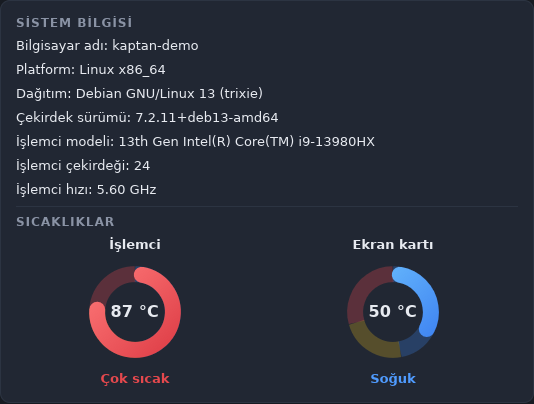 SİSTEM BİLGİSİ
Bilgisayar adı: kaptan-demo
Platform: Linux x86_64
Dağıtım: Debian GNU/Linux 13 (trixie)
Çekirdek sürümü: 7.2.11+deb13-amd64
İşlemci modeli: 13th Gen Intel(R) Core(TM) i9-13980HX
İşlemci çekirdeği: 24
İşlemci hızı: 5.60 GHz
SICAKLIKLAR
İşlemci
Ekran kartı
87 °C
50 °C
Çok sıcak
Soğuk